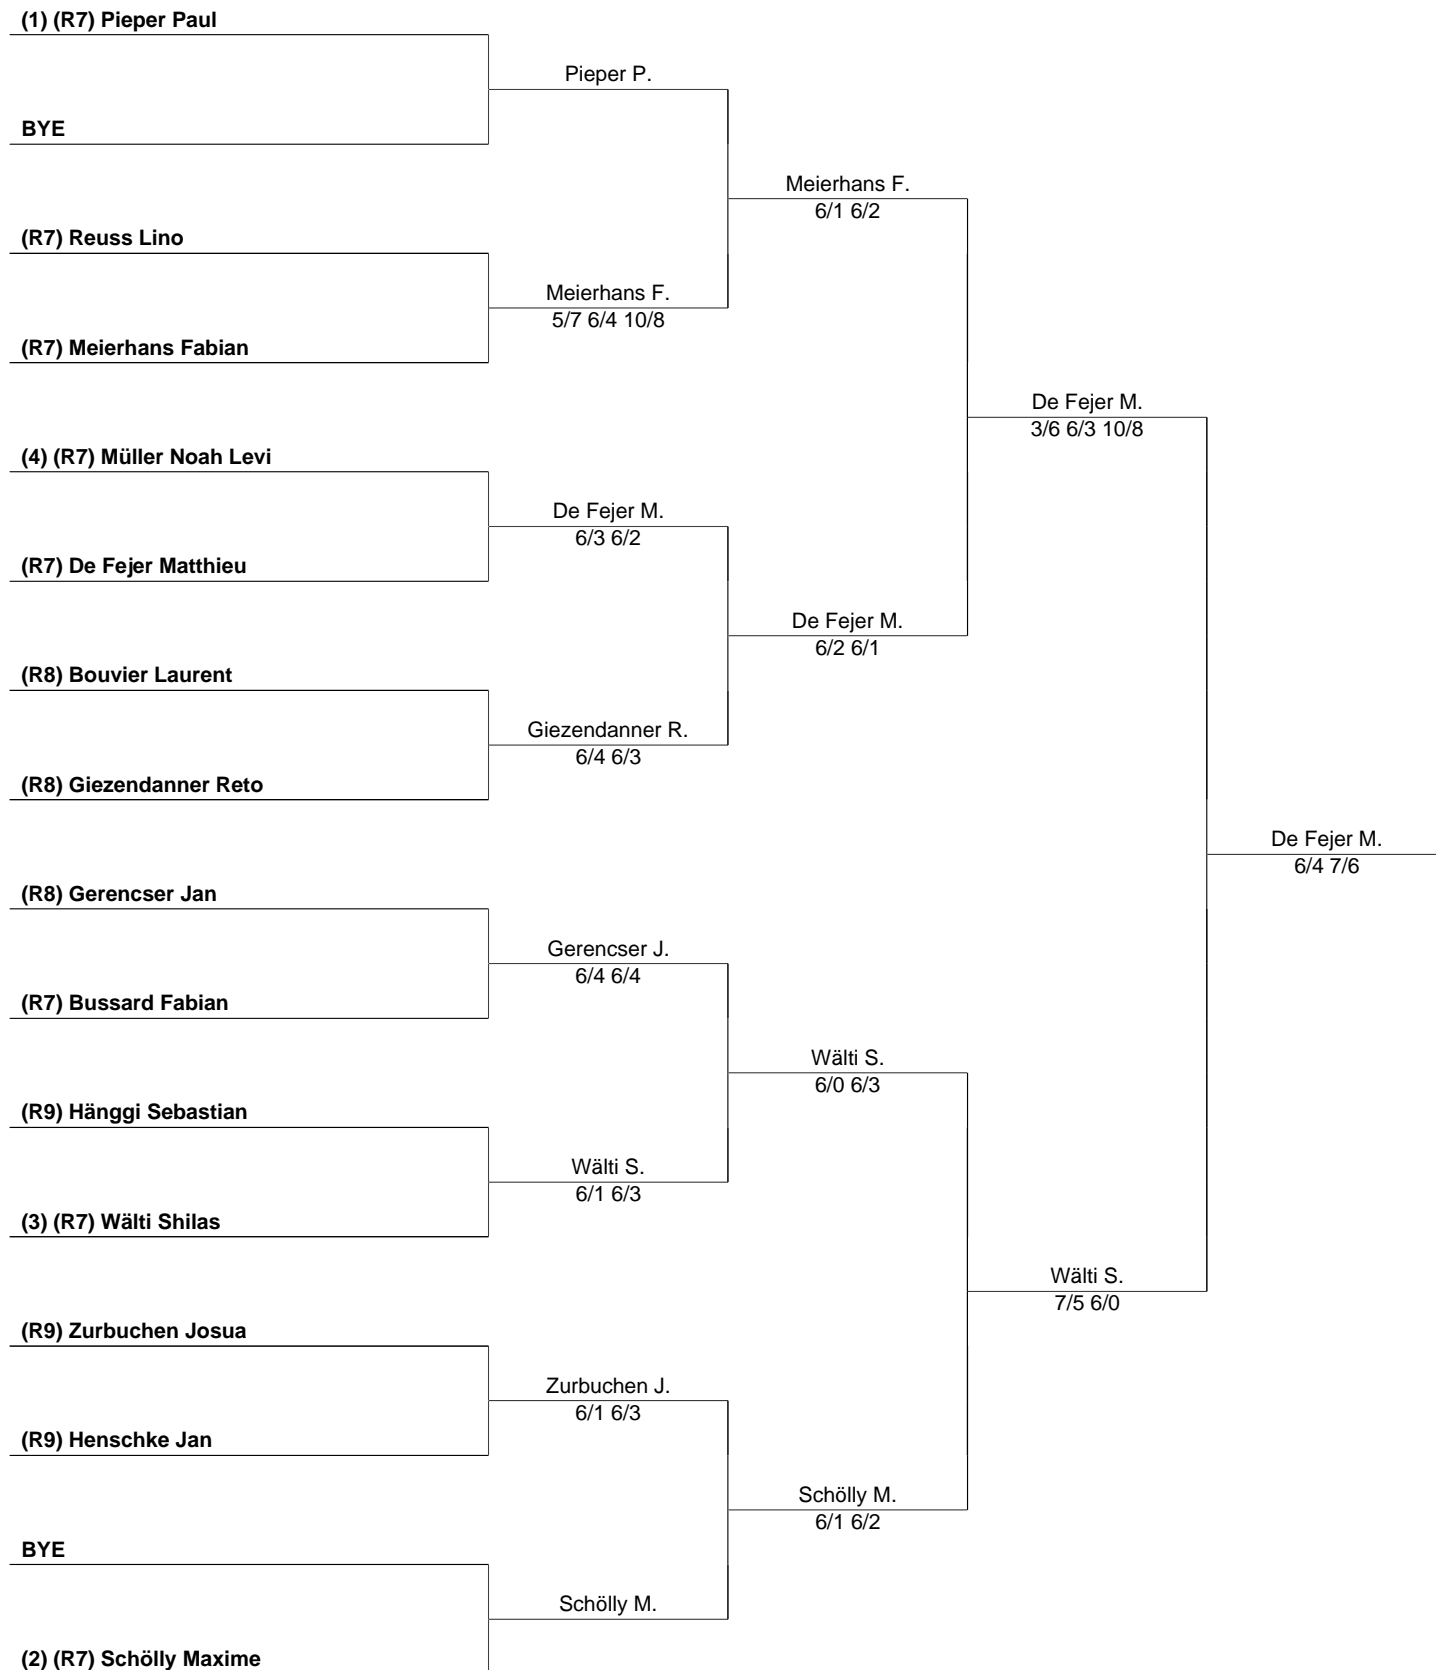 (1) (R7) Pieper Paul
Pieper P.
BYE
Meierhans F.
6/1 6/2
(R7) Reuss Lino
Meierhans F.
5/7 6/4 10/8
(R7) Meierhans Fabian
De Fejer M.
3/6 6/3 10/8
(4) (R7) Müller Noah Levi
De Fejer M.
6/3 6/2
(R7) De Fejer Matthieu
De Fejer M.
6/2 6/1
(R8) Bouvier Laurent
Giezendanner R.
6/4 6/3
(R8) Giezendanner Reto
De Fejer M.
6/4 7/6
(R8) Gerencser Jan
Gerencser J.
6/4 6/4
(R7) Bussard Fabian
Wälti S.
6/0 6/3
(R9) Hänggi Sebastian
Wälti S.
6/1 6/3
(3) (R7) Wälti Shilas
Wälti S.
7/5 6/0
(R9) Zurbuchen Josua
Zurbuchen J.
6/1 6/3
(R9) Henschke Jan
Schölly M.
6/1 6/2
BYE
Schölly M.
(2) (R7) Schölly Maxime